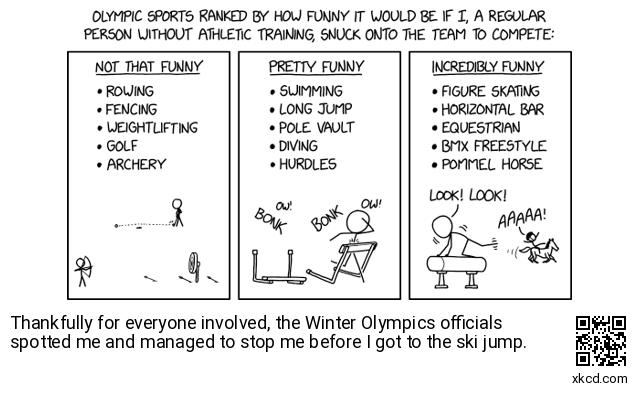 OLYMPIC SPORTS RANKED BY HOW FUNNY IT WOULD BE IF I, A REGULAR
PERSON WITHOUT ATHLETIC TRAINING, SNUCK ONTO THE TEAM TO COMPETE:
NOT THAT FUNNY
• ROWING
• FENCING
• WEIGHTLIFTING
• GOLF
• ARCHERY
PRETTY FUNNY
• SWIMMING
• LONG JUMP
• POLE VAULT
• DIVING
• HURDLES
BONK
OW!
BONK
OW!
INCREDIBLY FUNNY
• FIGURE SKATING
• HORIZONTAL BAR
• EQUESTRIAN
• BMX FREESTYLE
• POMMEL HORSE
LOOK! LOOK!
AAAAA!
Thankfully for everyone involved, the Winter Olympics officials
spotted me and managed to stop me before I got to the ski jump.
xkcd.com